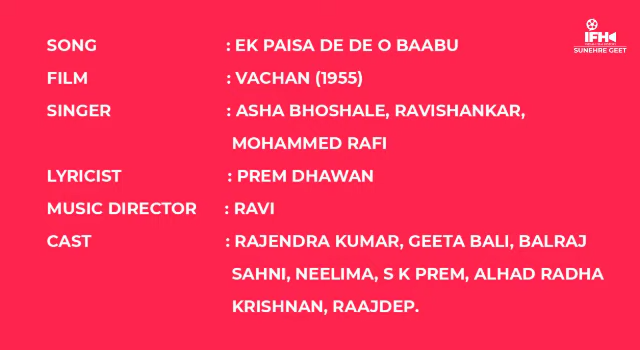 IFH
SUNEHRE GEET
SONG : EK PAISA DE DE O BAABU
FILM : VACHAN (1955)
SINGER : ASHA BHOSHALE, RAVISHANKAR,
MOHAMMED RAFI
LYRICIST : PREM DHAWAN
MUSIC DIRECTOR : RAVI
CAST : RAJENDRA KUMAR, GEETA BALI, BALRAJ
SAHNI, NEELIMA, S K PREM, ALHAD RADHA
KRISHNAN, RAAJDEP.